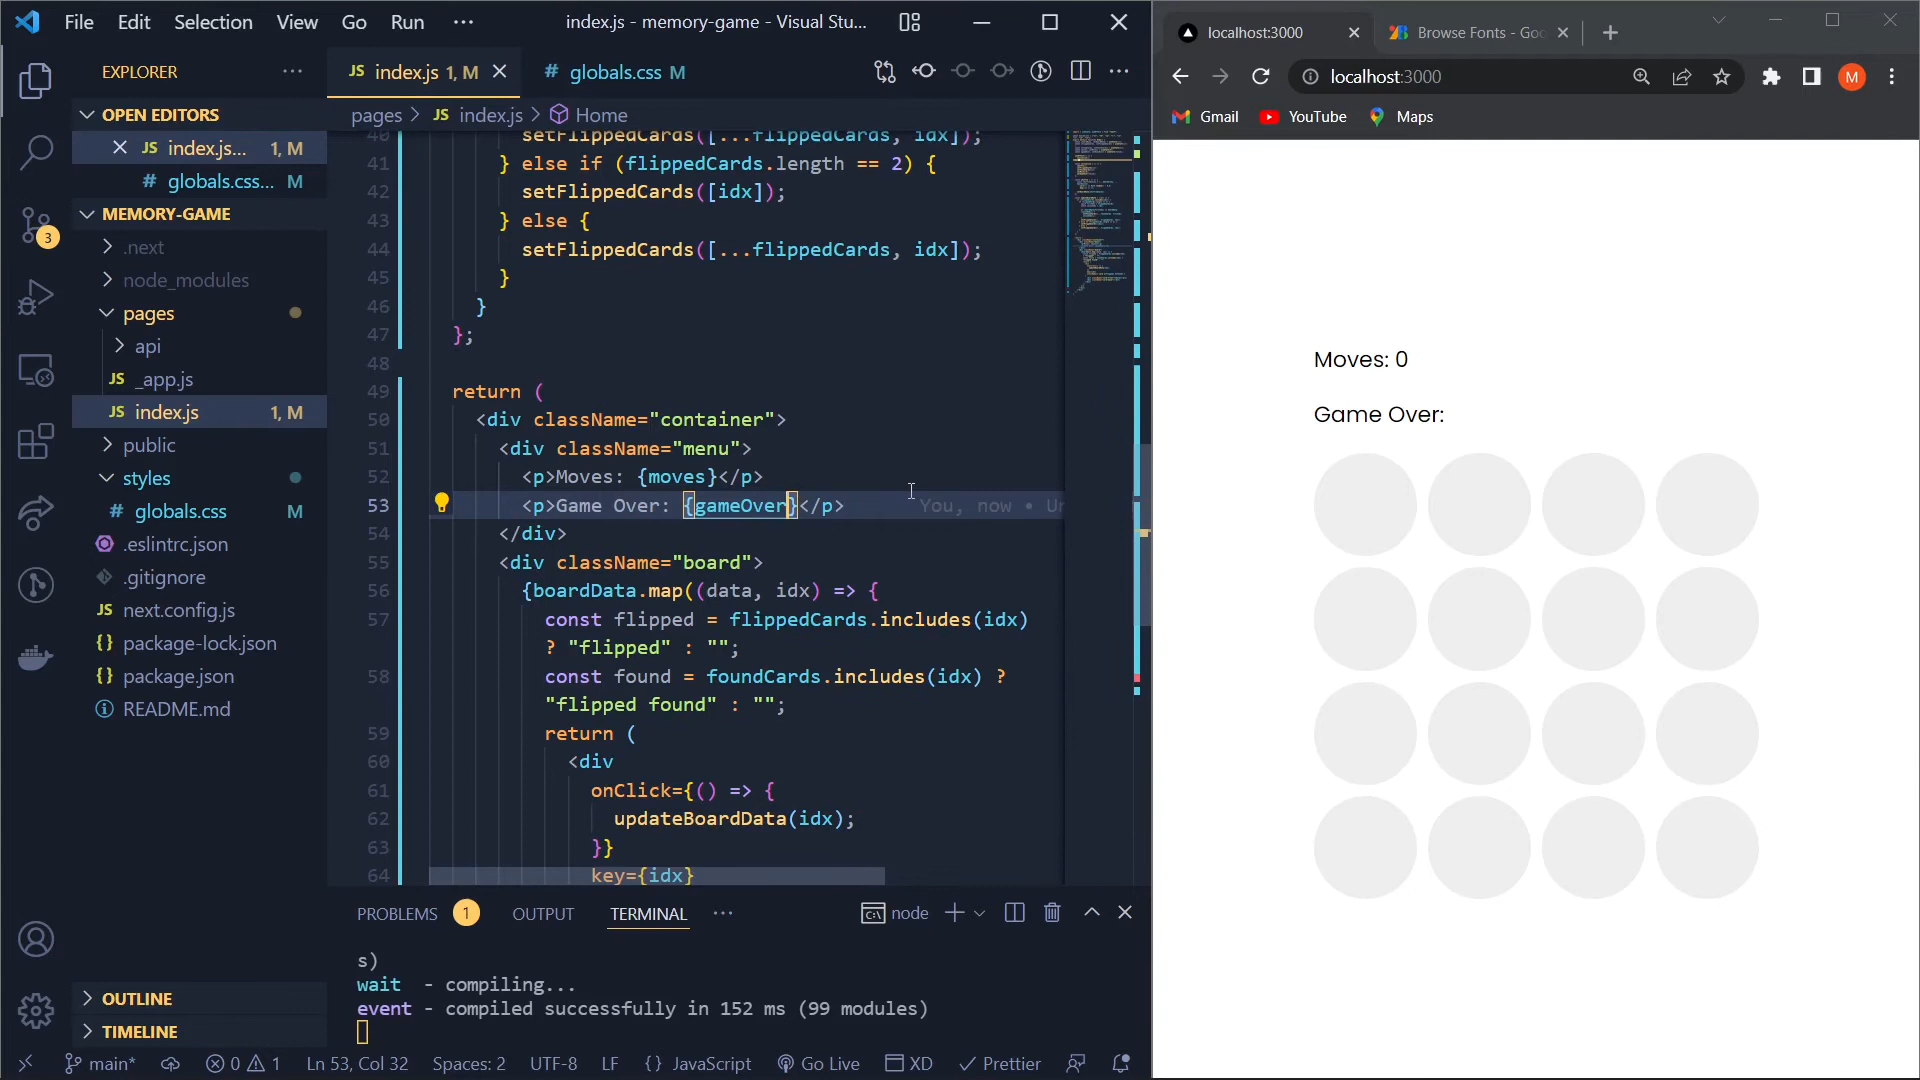 File Edit Selection View Go Run ··· index.js - memory-game - Visual Stu...
EXPLORER ···
OPEN EDITORS
JS index.js... 1, M
# globals.css... M
MEMORY-GAME
.next
node_modules
pages
api
JS _app.js
JS index.js 1, M
public
styles
# globals.css M
.eslintrc.json
.gitignore
JS next.config.js
{} package-lock.json
{} package.json
README.md
OUTLINE
TIMELINE
3
JS index.js 1, M # globals.css M ···
pages > JS index.js > Home
40 setFlippedCards([...flippedCards, idx]);
41 } else if (flippedCards.length == 2) {
42 setFlippedCards([idx]);
43 } else {
44 setFlippedCards([...flippedCards, idx]);
45 }
46 }
47 };
48
49 return (
50 <div className="container">
51 <div className="menu">
52 <p>Moves: {moves}</p>
53 <p>Game Over: {gameOver}</p> You, now • Ur
54 </div>
55 <div className="board">
56 {boardData.map((data, idx) => {
57 const flipped = flippedCards.includes(idx)
? "flipped" : "";
58 const found = foundCards.includes(idx) ?
"flipped found" : "";
59 return (
60 <div
61 onClick={() => {
62 updateBoardData(idx);
63 }}
64 key={idx}
PROBLEMS 1 OUTPUT TERMINAL ··· node
s)
wait - compiling...
event - compiled successfully in 152 ms (99 modules)
main* 0 1 Ln 53, Col 32 Spaces: 2 UTF-8 LF {} JavaScript Go Live XD Prettier
localhost:3000 Browse Fonts - Goo
localhost:3000 M
Gmail YouTube Maps
Moves: 0
Game Over: